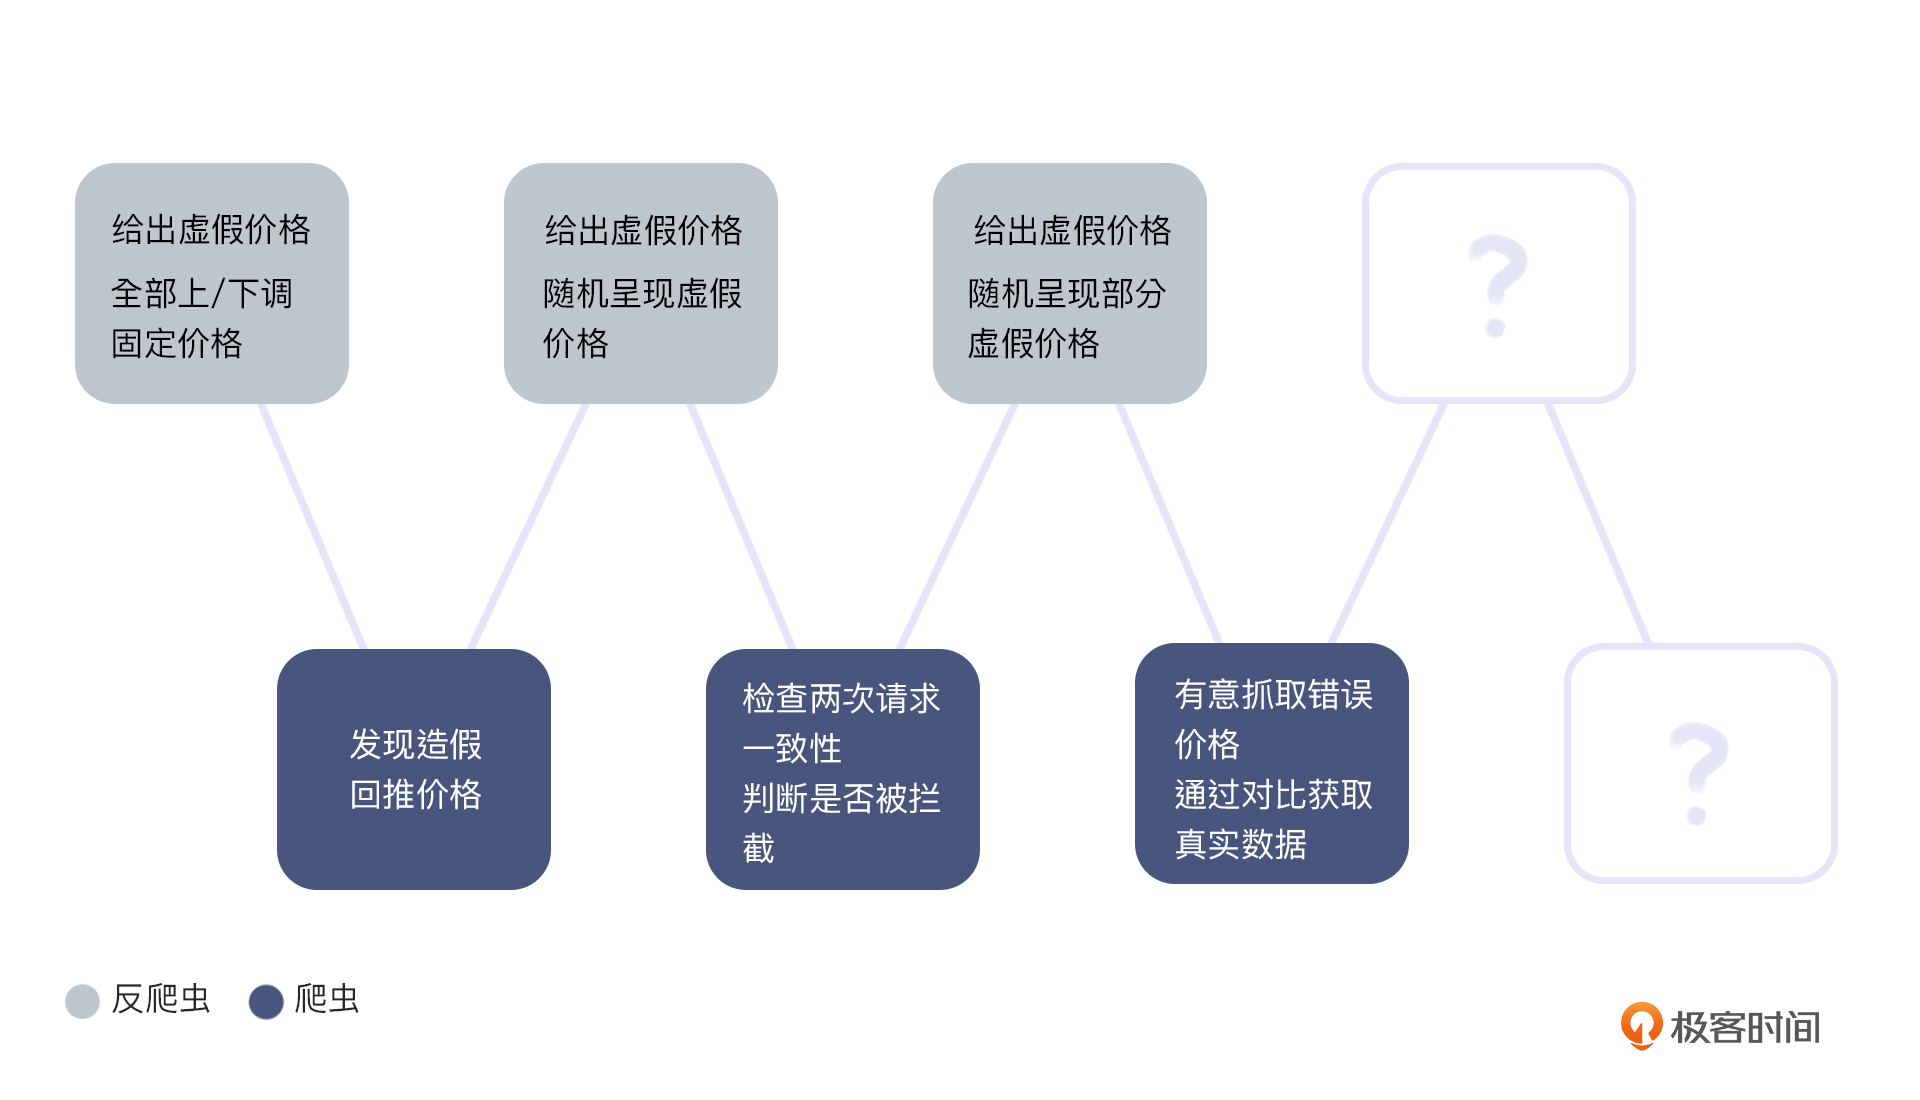 给出虚假价格
全部上/下调
固定价格
给出虚假价格
随机呈现虚假
价格
给出虚假价格
随机呈现部分
虚假价格
?
发现造假
回推价格
检查两次请求
一致性
判断是否被拦
截
有意抓取错误
价格
通过对比获取
真实数据
?
反爬虫
爬虫
极客时间